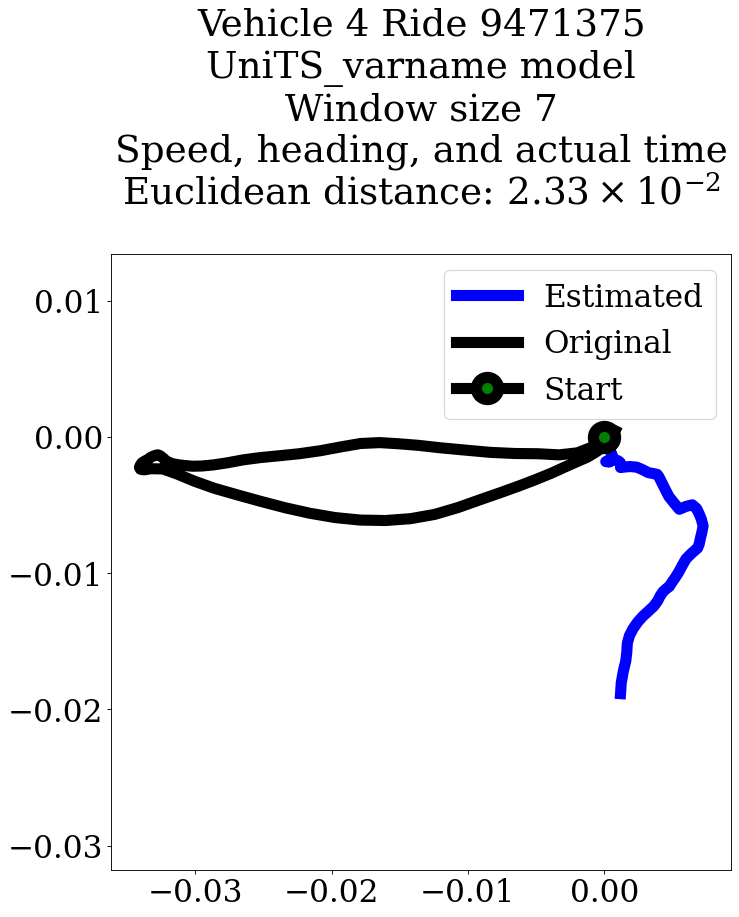 Vehicle 4 Ride 9471375
UniTS_varname model
Window size 7
Speed, heading, and actual time
Euclidean distance: 2.33 × 10⁻²
Estimated
Original
Start
0.01
0.00
−0.01
−0.02
−0.03
−0.03
−0.02
−0.01
0.00